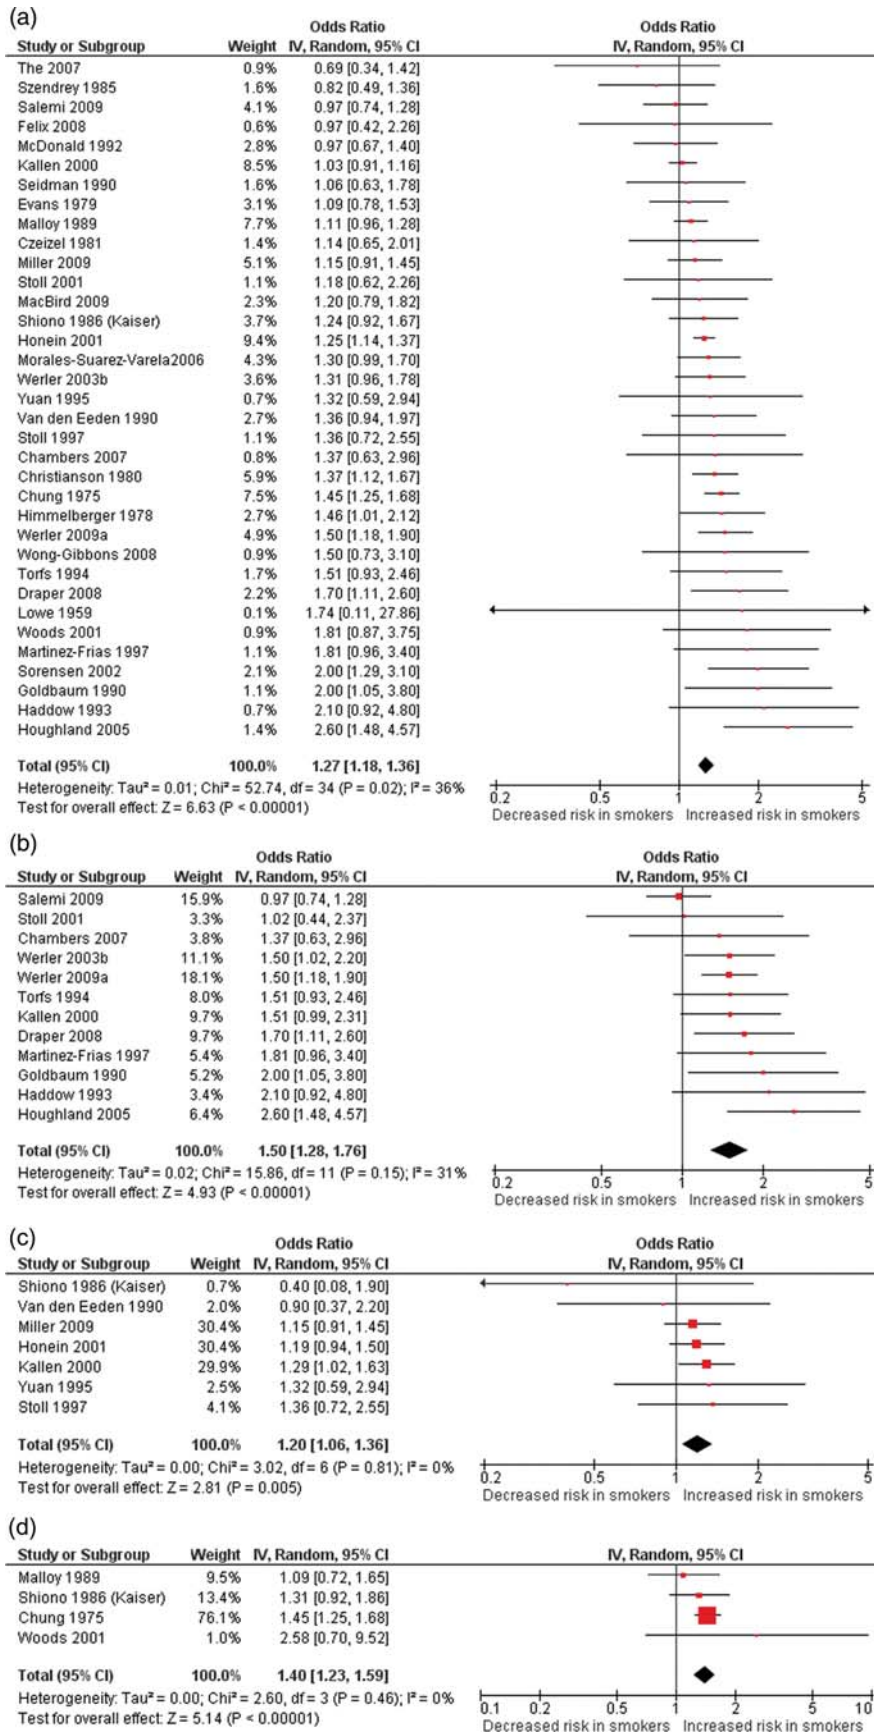 (a)
Odds Ratio Odds Ratio
Study or Subgroup Weight IV, Random, 95% CI IV, Random, 95% CI
The 2007 0.9% 0.69 [0.34, 1.42]
Szendrey 1985 1.6% 0.82 [0.49, 1.36]
Salemi 2009 4.1% 0.97 [0.74, 1.28]
Felix 2008 0.6% 0.97 [0.42, 2.26]
McDonald 1992 2.8% 0.97 [0.67, 1.40]
Kallen 2000 8.5% 1.03 [0.91, 1.16]
Seidman 1990 1.6% 1.06 [0.63, 1.78]
Evans 1979 3.1% 1.09 [0.78, 1.53]
Malloy 1989 7.7% 1.11 [0.96, 1.28]
Czeizel 1981 1.4% 1.14 [0.65, 2.01]
Miller 2009 5.1% 1.15 [0.91, 1.45]
Stoll 2001 1.1% 1.18 [0.62, 2.26]
MacBird 2009 2.3% 1.20 [0.79, 1.82]
Shiono 1986 (Kaiser) 3.7% 1.24 [0.92, 1.67]
Honein 2001 9.4% 1.25 [1.14, 1.37]
Morales-Suarez-Varela2006 4.3% 1.30 [0.99, 1.70]
Werler 2003b 3.6% 1.31 [0.96, 1.78]
Yuan 1995 0.7% 1.32 [0.59, 2.94]
Van den Eeden 1990 2.7% 1.36 [0.94, 1.97]
Stoll 1997 1.1% 1.36 [0.72, 2.55]
Chambers 2007 0.8% 1.37 [0.63, 2.96]
Christianson 1980 5.9% 1.37 [1.12, 1.67]
Chung 1975 7.5% 1.45 [1.25, 1.68]
Himmelberger 1978 2.7% 1.46 [1.01, 2.12]
Werler 2009a 4.9% 1.50 [1.18, 1.90]
Wong-Gibbons 2008 0.9% 1.50 [0.73, 3.10]
Torfs 1994 1.7% 1.51 [0.93, 2.46]
Draper 2008 2.2% 1.70 [1.11, 2.60]
Lowe 1959 0.1% 1.74 [0.11, 27.86]
Woods 2001 0.9% 1.81 [0.87, 3.75]
Martinez-Frias 1997 1.1% 1.81 [0.96, 3.40]
Sorensen 2002 2.1% 2.00 [1.29, 3.10]
Goldbaum 1990 1.1% 2.00 [1.05, 3.80]
Haddow 1993 0.7% 2.10 [0.92, 4.80]
Houghland 2005 1.4% 2.60 [1.48, 4.57]
Total (95% CI) 100.0% 1.27 [1.18, 1.36]
Heterogeneity: Tau² = 0.01; Chi² = 52.74, df = 34 (P = 0.02); I² = 36%
0.2 0.5 1 2 5
Test for overall effect: Z = 6.63 (P < 0.00001)
Decreased risk in smokers Increased risk in smokers
(b)
Odds Ratio Odds Ratio
Study or Subgroup Weight IV, Random, 95% CI IV, Random, 95% CI
Salemi 2009 15.9% 0.97 [0.74, 1.28]
Stoll 2001 3.3% 1.02 [0.44, 2.37]
Chambers 2007 3.8% 1.37 [0.63, 2.96]
Werler 2003b 11.1% 1.50 [1.02, 2.20]
Werler 2009a 18.1% 1.50 [1.18, 1.90]
Torfs 1994 8.0% 1.51 [0.93, 2.46]
Kallen 2000 9.7% 1.51 [0.99, 2.31]
Draper 2008 9.7% 1.70 [1.11, 2.60]
Martinez-Frias 1997 5.4% 1.81 [0.96, 3.40]
Goldbaum 1990 5.2% 2.00 [1.05, 3.80]
Haddow 1993 3.4% 2.10 [0.92, 4.80]
Houghland 2005 6.4% 2.60 [1.48, 4.57]
Total (95% CI) 100.0% 1.50 [1.28, 1.76]
Heterogeneity: Tau² = 0.02; Chi² = 15.86, df = 11 (P = 0.15); I² = 31%
0.2 0.5 1 2 5
Test for overall effect: Z = 4.93 (P < 0.00001)
Decreased risk in smokers Increased risk in smokers
(c)
Odds Ratio Odds Ratio
Study or Subgroup Weight IV, Random, 95% CI IV, Random, 95% CI
Shiono 1986 (Kaiser) 0.7% 0.40 [0.08, 1.90]
Van den Eeden 1990 2.0% 0.90 [0.37, 2.20]
Miller 2009 30.4% 1.15 [0.91, 1.45]
Honein 2001 30.4% 1.19 [0.94, 1.50]
Kallen 2000 29.9% 1.29 [1.02, 1.63]
Yuan 1995 2.5% 1.32 [0.59, 2.94]
Stoll 1997 4.1% 1.36 [0.72, 2.55]
Total (95% CI) 100.0% 1.20 [1.06, 1.36]
Heterogeneity: Tau² = 0.00; Chi² = 3.02, df = 6 (P = 0.81); I² = 0%
0.2 0.5 1 2 5
Test for overall effect: Z = 2.81 (P = 0.005)
Decreased risk in smokers Increased risk in smokers
(d)
Study or Subgroup Weight IV, Random, 95% CI IV, Random, 95% CI
Malloy 1989 9.5% 1.09 [0.72, 1.65]
Shiono 1986 (Kaiser) 13.4% 1.31 [0.92, 1.86]
Chung 1975 76.1% 1.45 [1.25, 1.68]
Woods 2001 1.0% 2.58 [0.70, 9.52]
Total (95% CI) 100.0% 1.40 [1.23, 1.59]
Heterogeneity: Tau² = 0.00; Chi² = 2.60, df = 3 (P = 0.46); I² = 0%
0.1 0.2 0.5 1 2 5 10
Test for overall effect: Z = 5.14 (P < 0.00001)
Decreased risk in smokers Increased risk in smokers